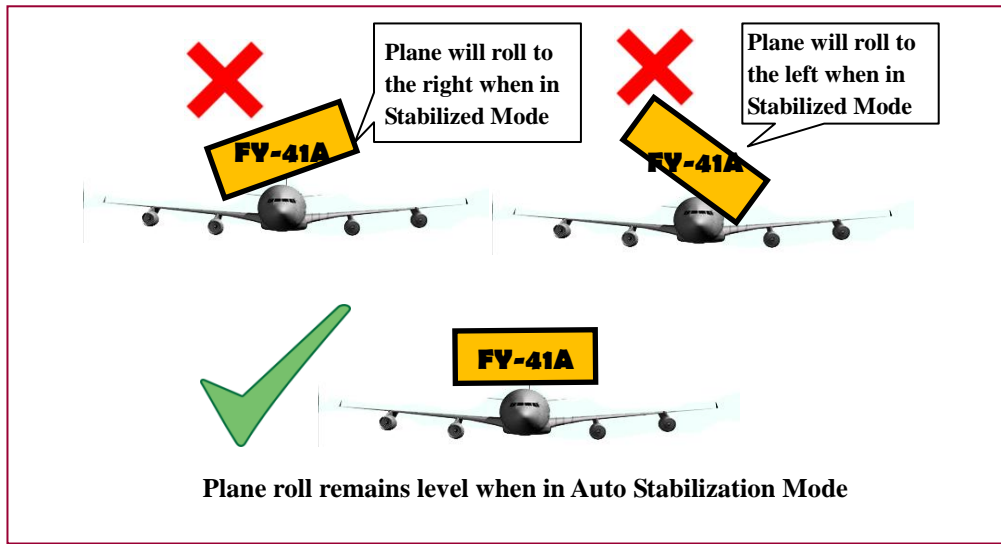 Plane will roll to
the right when in
Stabilized Mode
Plane will roll to
the left when in
Stabilized Mode
FY-41A
FY-41A
FY-41A
Plane roll remains level when in Auto Stabilization Mode